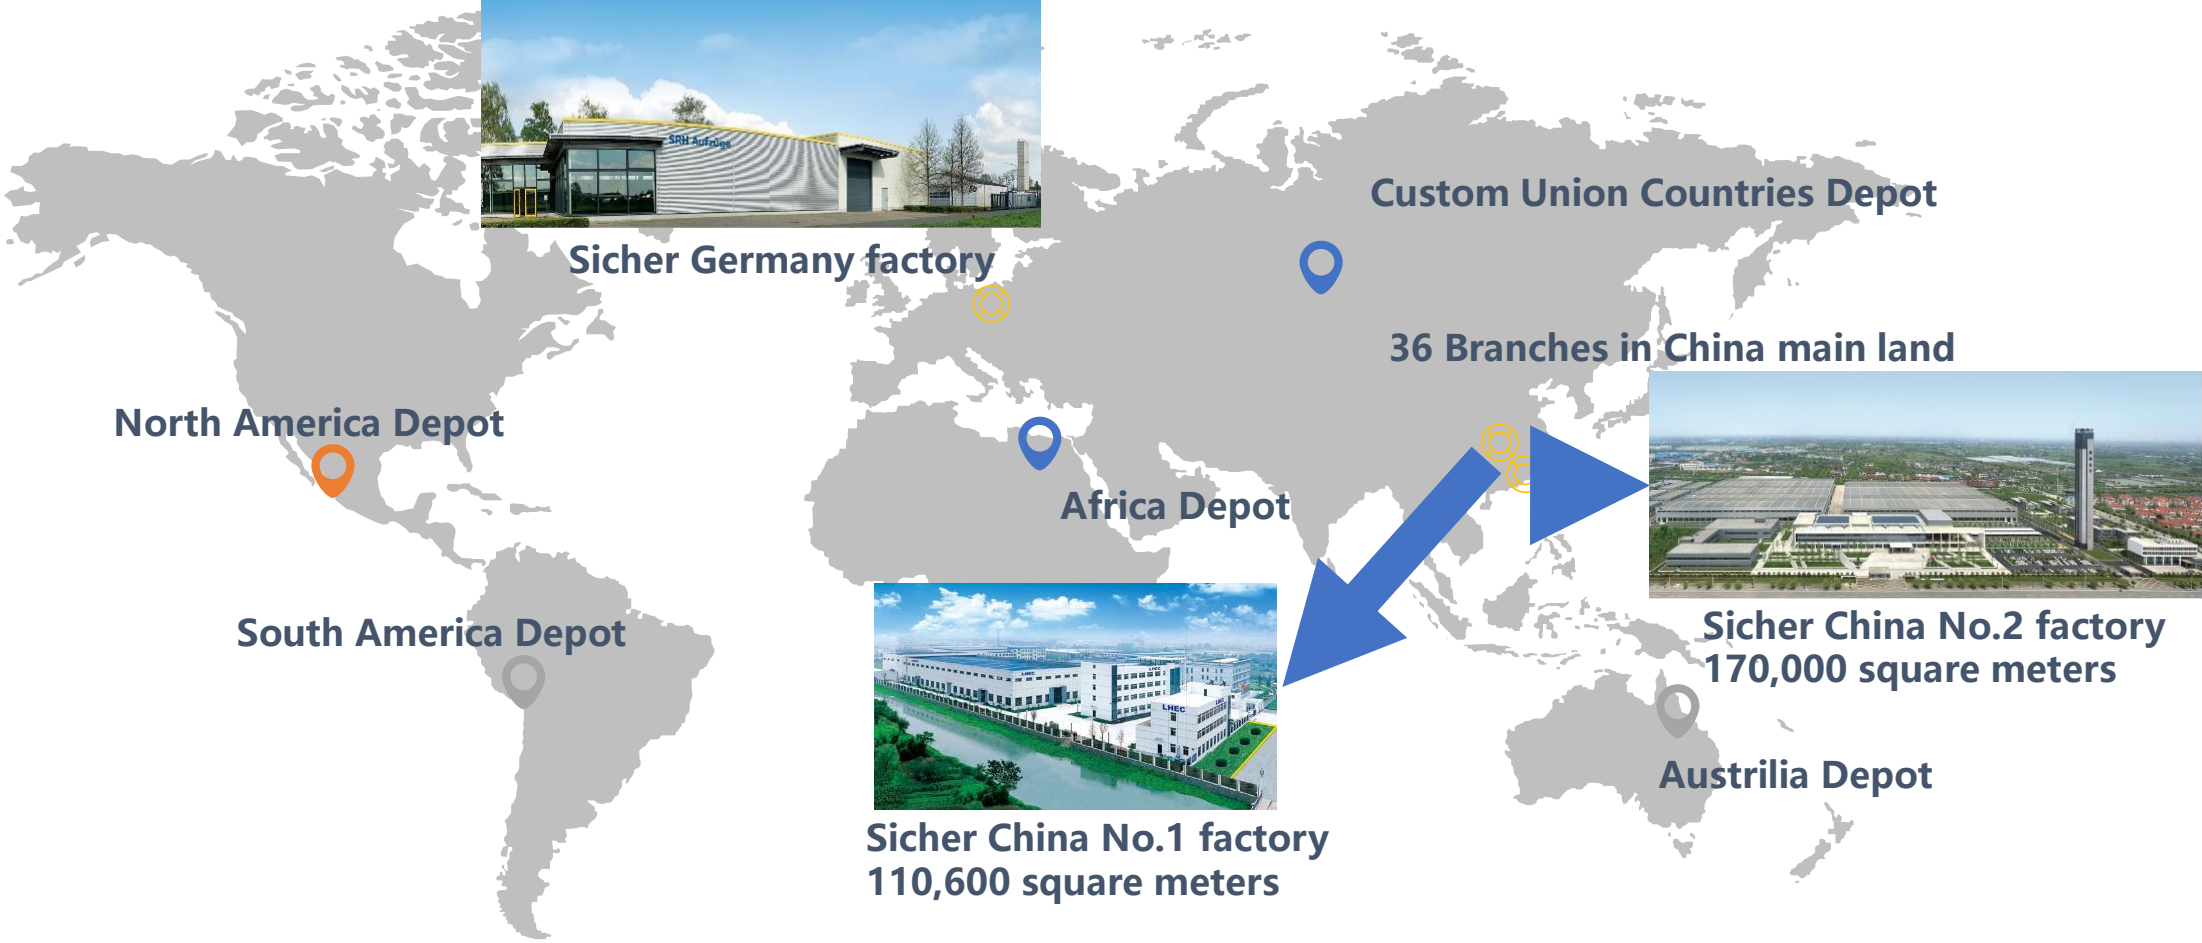 SRH Aufzüge
Custom Union Countries Depot
Sicher Germany factory
36 Branches in China main land
North America Depot
Africa Depot
South America Depot
Sicher China No.2 factory
170,000 square meters
LHEC
LHEC
LHEC
Austrilia Depot
Sicher China No.1 factory
110,600 square meters